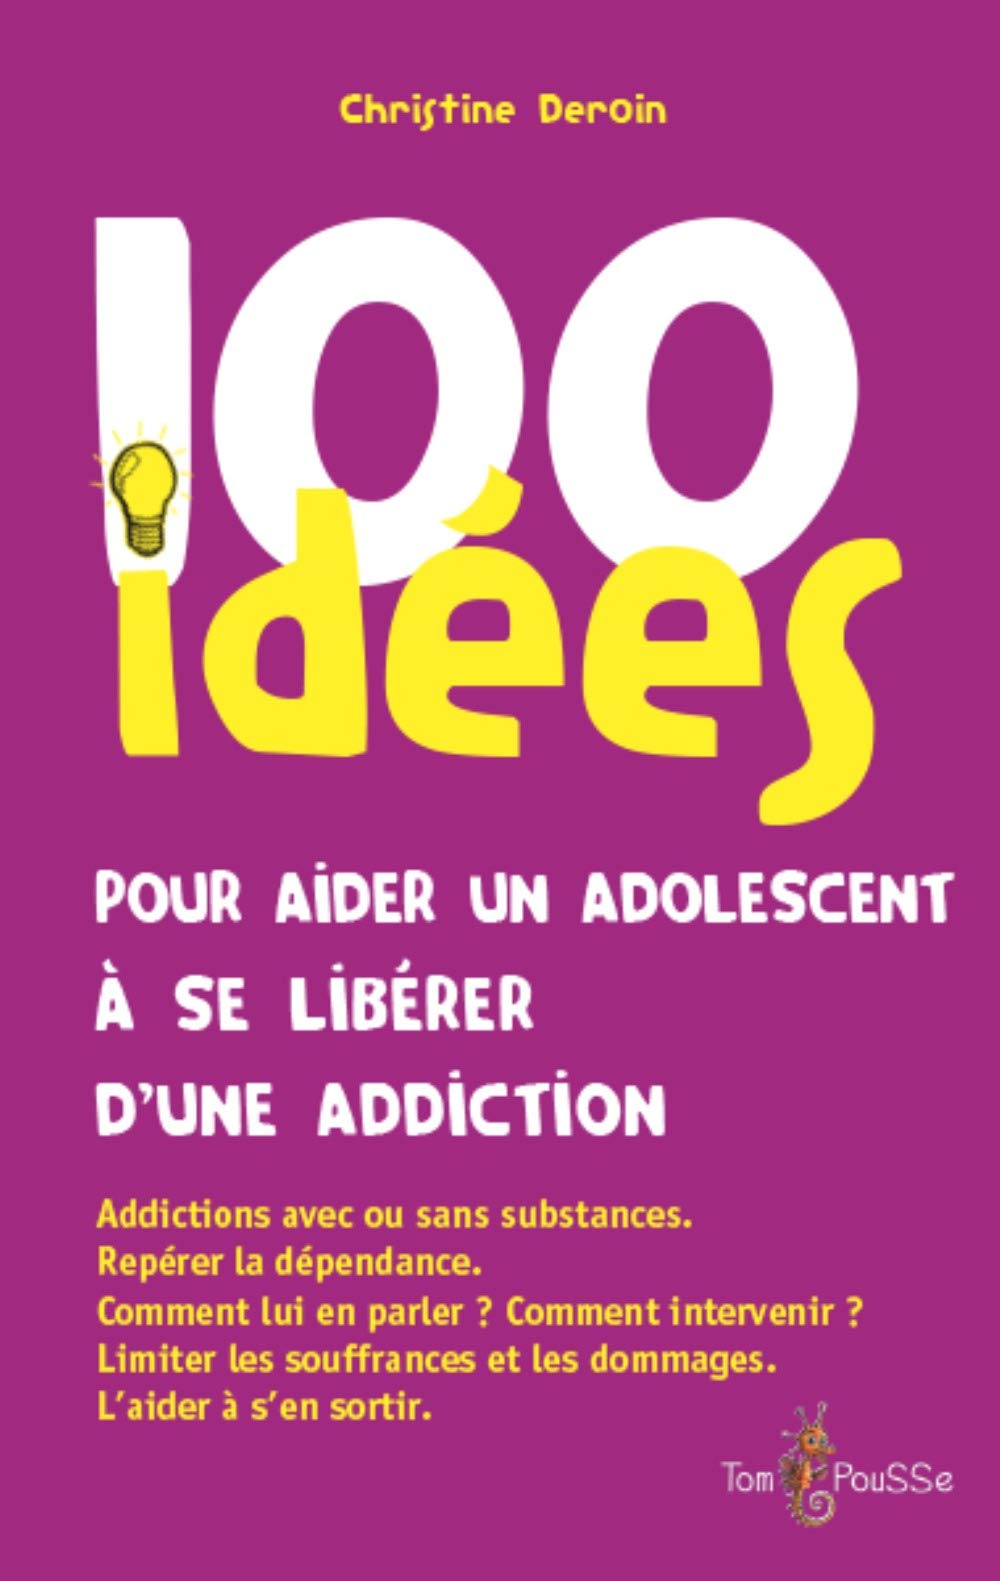 Christine Deroin
100
idées
POUR AIDER UN ADOLESCENT
À SE LIBÉRER
D'UNE ADDICTION
Addictions avec ou sans substances.
Repérer la dépendance.
Comment lui en parler ? Comment intervenir ?
Limiter les souffrances et les dommages.
L'aider à s'en sortir.
Tom PouSSe